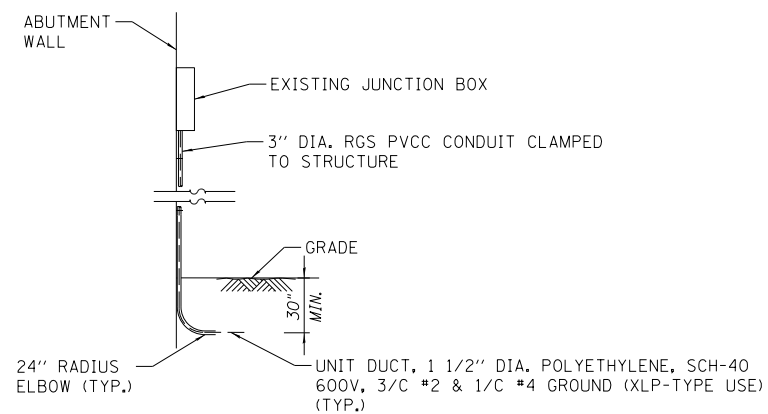 ABUTMENT
WALL
EXISTING JUNCTION BOX
3" DIA. RGS PVCC CONDUIT CLAMPED
TO STRUCTURE
GRADE
30"
MIN.
24" RADIUS
ELBOW (TYP.)
UNIT DUCT, 1 1/2" DIA. POLYETHYLENE, SCH-40
600V, 3/C #2 & 1/C #4 GROUND (XLP-TYPE USE)
(TYP.)